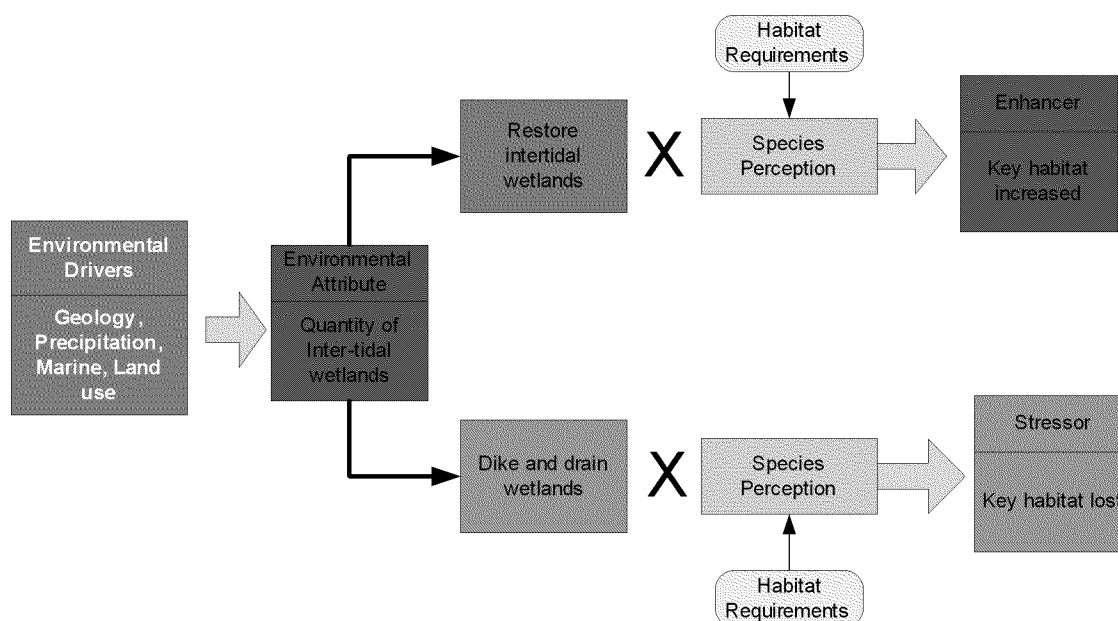 Habitat
Requirements
Restore
intertidal
wetlands
X
Species
Perception
Enhancer
Key habitat
increased
Environmental
Drivers
Geology,
Precipitation,
Marine, Land
use
Environmental
Attribute
Quantity of
Inter-tidal
wetlands
Dike and drain
wetlands
X
Species
Perception
Stressor
Key habitat lost
Habitat
Requirements